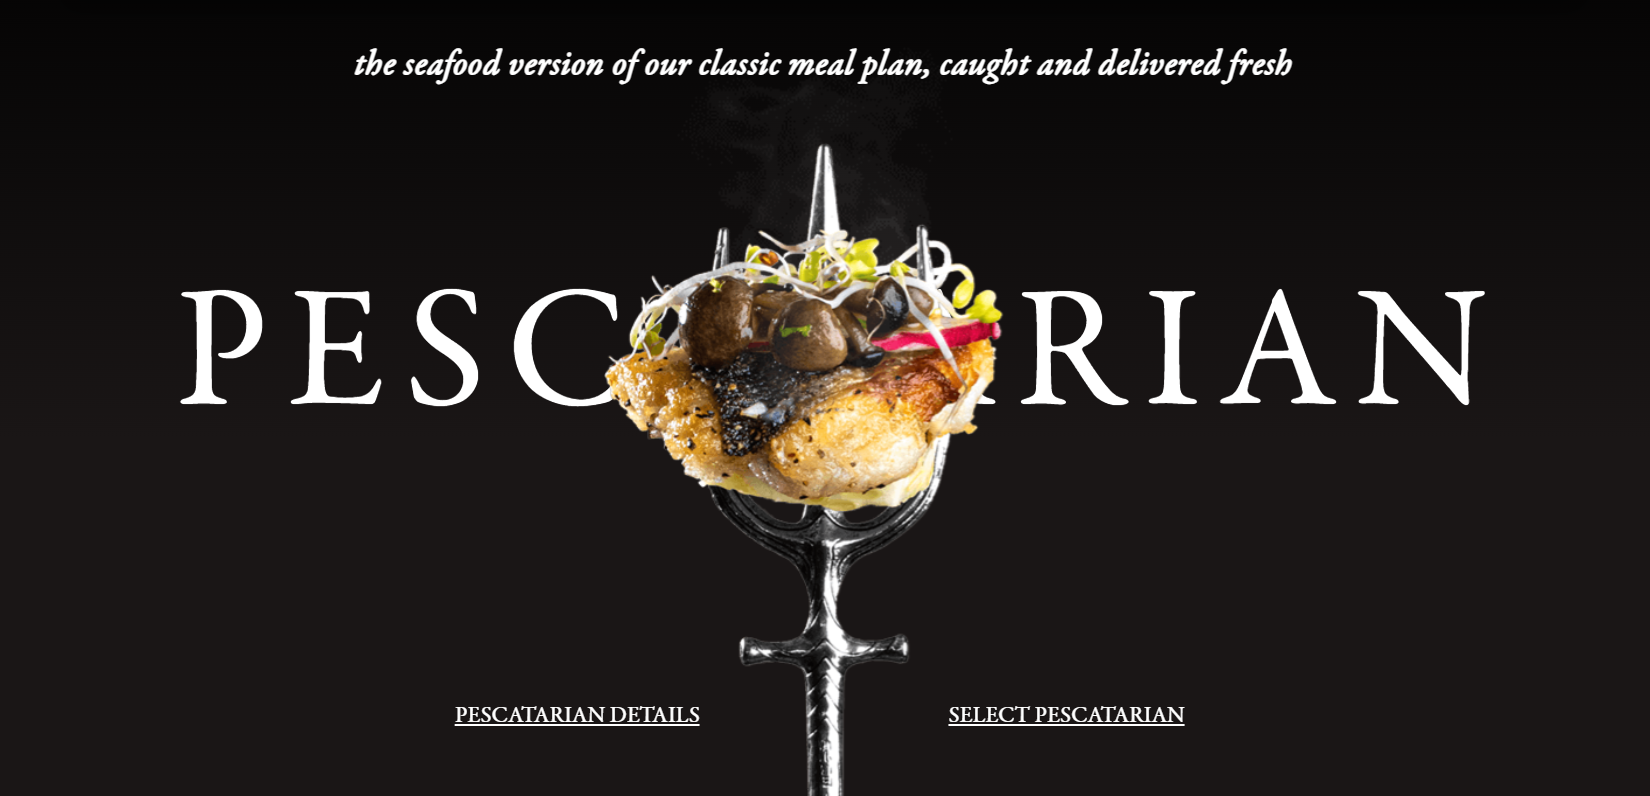 the seafood version of our classic meal plan, caught and delivered fresh
PESC RIAN
PESCATARIAN DETAILS
SELECT PESCATARIAN